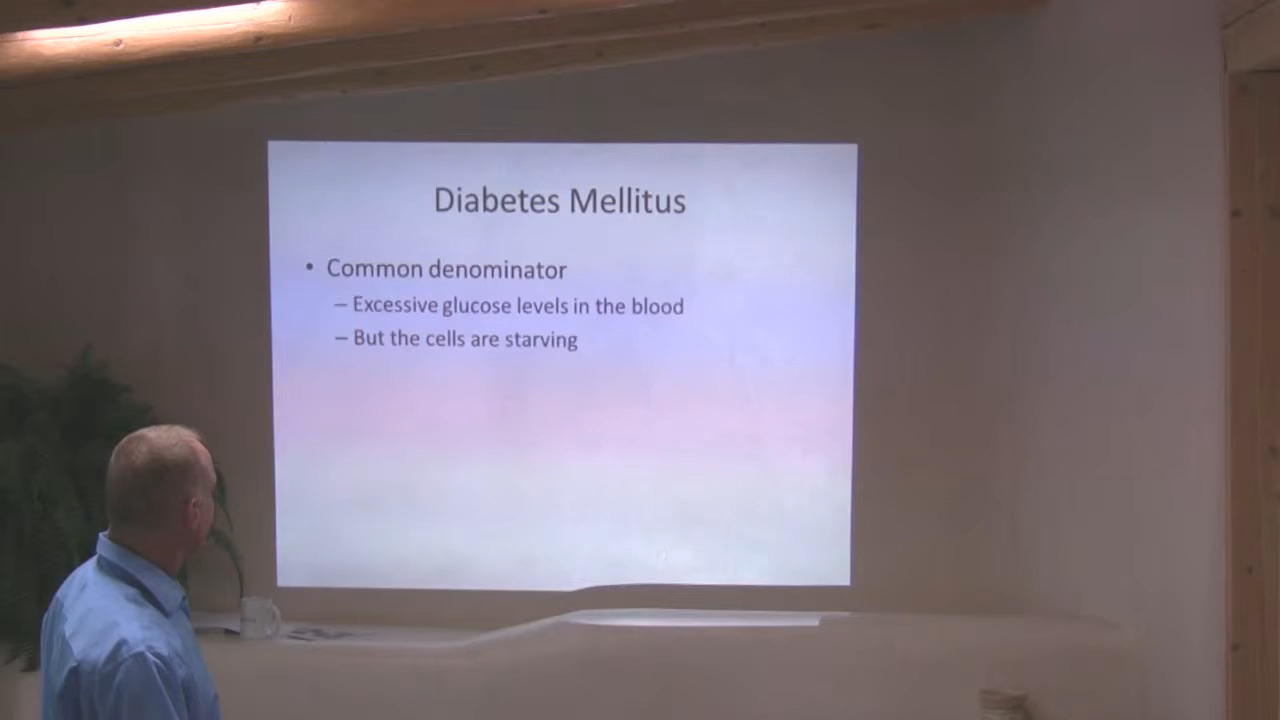 Diabetes Mellitus
• Common denominator
– Excessive glucose levels in the blood
– But the cells are starving